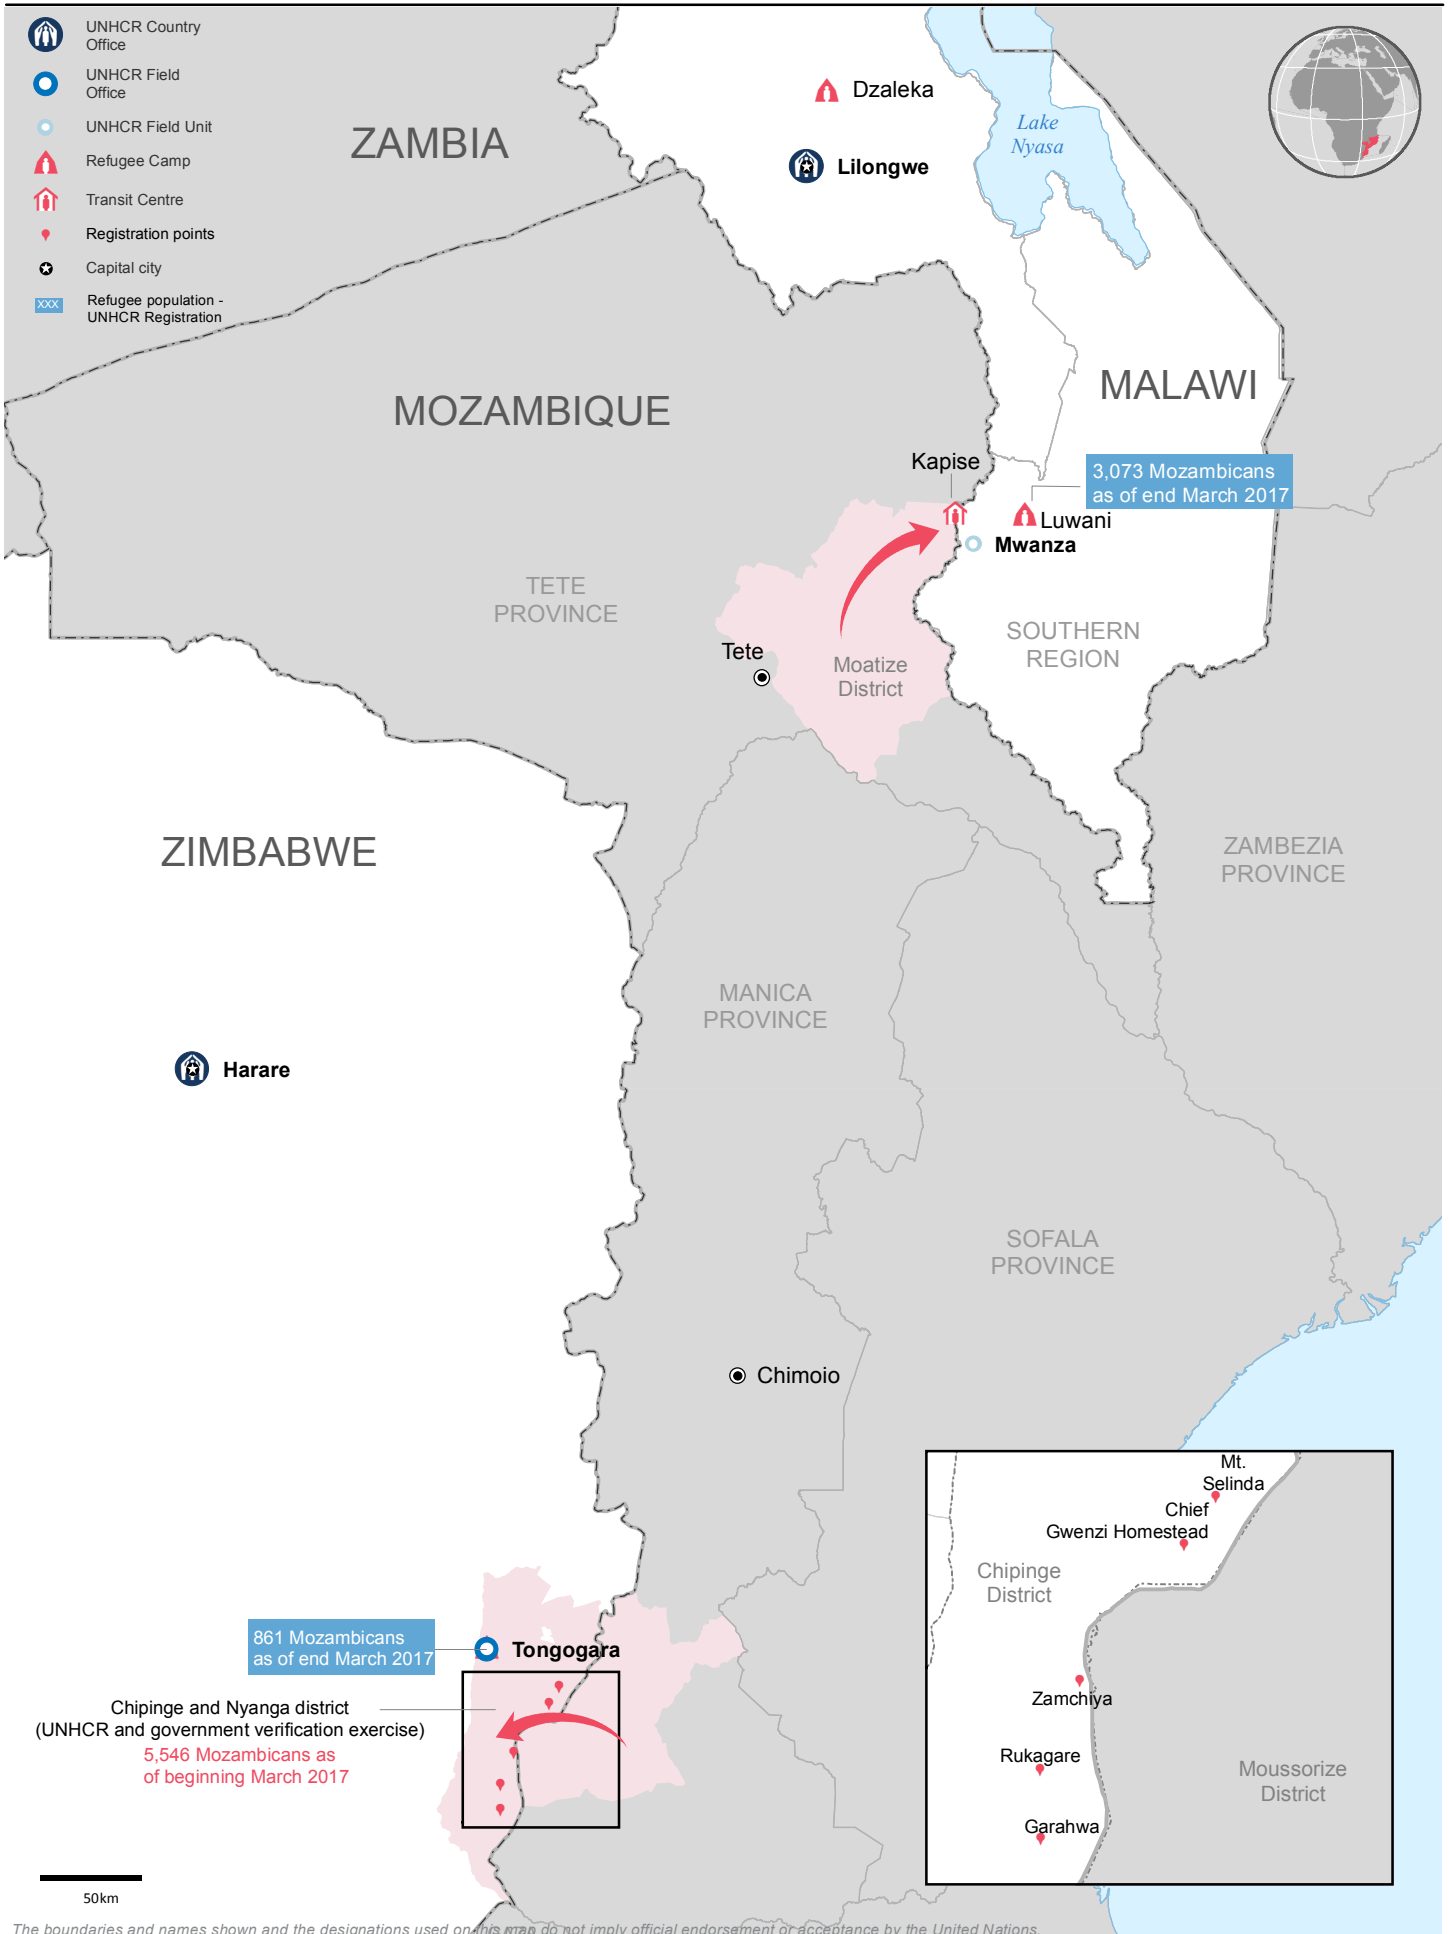 UNHCR Country
Office
UNHCR Field
Office
UNHCR Field Unit
Refugee Camp
Transit Centre
Registration points
Capital city
XXX
Refugee population -
UNHCR Registration
ZAMBIA
Dzaleka
Lilongwe
Lake
Nyasa
MOZAMBIQUE
MALAWI
Kapise
3,073 Mozambicans
as of end March 2017
Luwani
Mwanza
TETE
PROVINCE
SOUTHERN
REGION
Tete
Moatize
District
ZIMBABWE
ZAMBEZIA
PROVINCE
MANICA
PROVINCE
Harare
SOFALA
PROVINCE
Chimoio
861 Mozambicans
as of end March 2017
Tongogara
Chipinge and Nyanga district
(UNHCR and government verification exercise)
5,546 Mozambicans as
of beginning March 2017
Mt.
Selinda
Chief
Gwenzi Homestead
Chipinge
District
Zamchiya
Rukagare
Moussorize
District
Garahwa
50km
The boundaries and names shown and the designations used on this map do not imply official endorsement or acceptance by the United Nations.